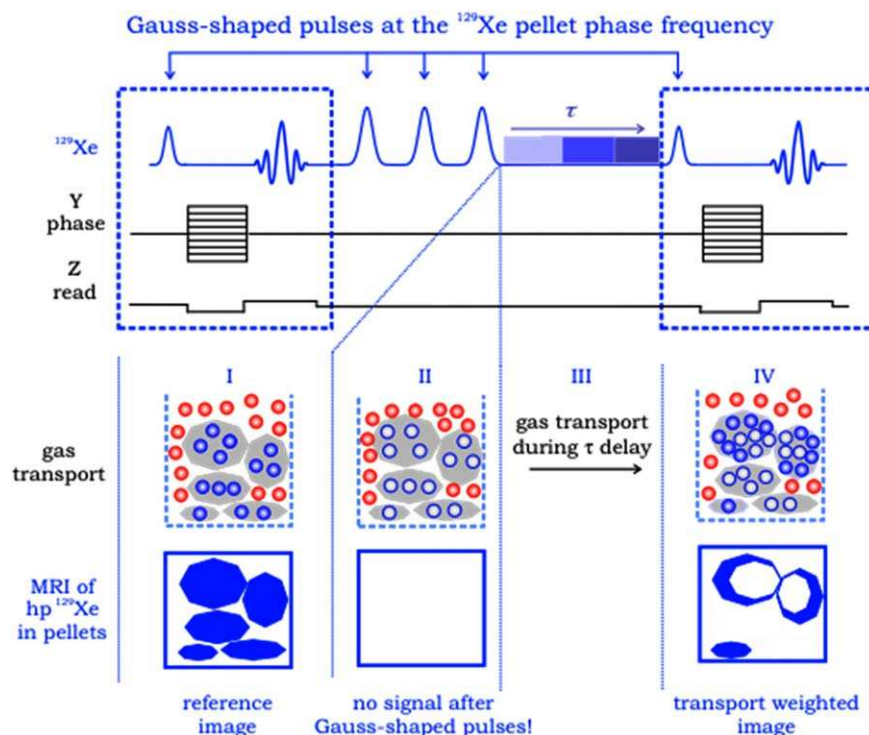 Gauss-shaped pulses at the ¹²⁹Xe pellet phase frequency
τ
¹²⁹Xe
Y
phase
Z
read
I
II
III
IV
gas
transport
gas transport
during τ delay
MRI of
hp ¹²⁹Xe
in pellets
reference
image
no signal after
Gauss-shaped pulses!
transport weighted
image